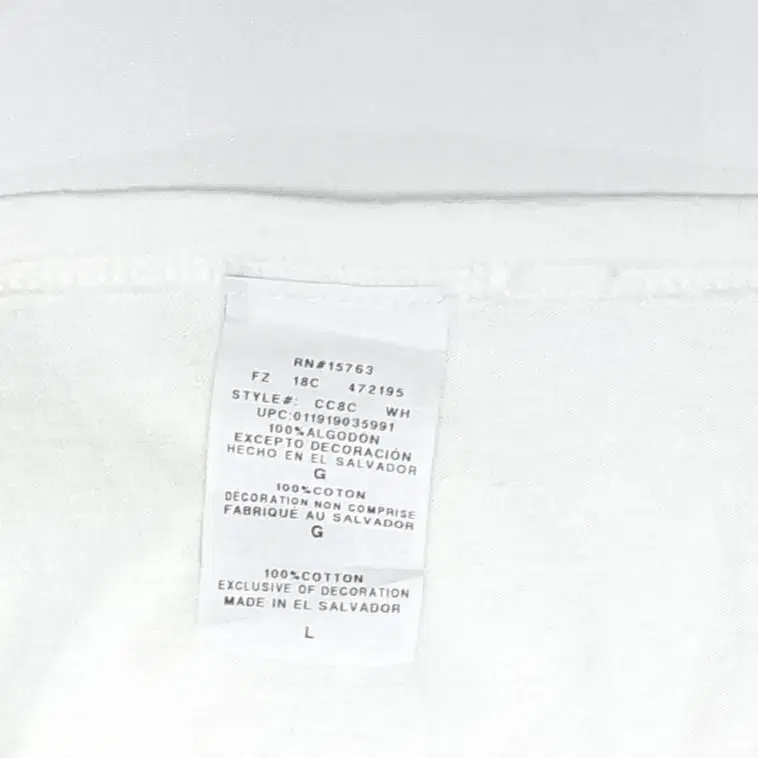 RN#15763
FZ 18C 472195
STYLE#: CC8C WH
UPC:011919035991
100%ALGODÓN
EXCEPTO DECORACIÓN
HECHO EN EL SALVADOR
G
100%COTON
DÉCORATION NON COMPRISE
FABRIQUÉ AU SALVADOR
G
100%COTTON
EXCLUSIVE OF DECORATION
MADE IN EL SALVADOR
L